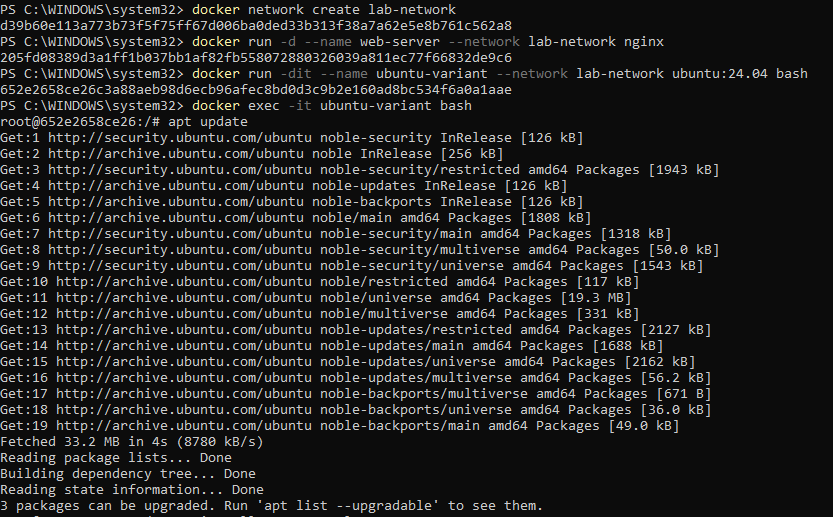 PS C:\WINDOWS\system32> docker network create lab-network
d39b60e113a773b73f5f75ff67d006ba0ded33b313f38a7a62e5e8b761c562a8
PS C:\WINDOWS\system32> docker run -d --name web-server --network lab-network nginx
205fd08389d3a1ff1b037bb1af82fb558072880326039a811ec77f66832de9c6
PS C:\WINDOWS\system32> docker run -dit --name ubuntu-variant --network lab-network ubuntu:24.04 bash
652e2658ce26c3a88aeb98d6ecb96afec8bd0d3c9b2e160ad8bc534f6a0a1aae
PS C:\WINDOWS\system32> docker exec -it ubuntu-variant bash
root@652e2658ce26:/# apt update
Get:1 http://security.ubuntu.com/ubuntu noble-security InRelease [126 kB]
Get:2 http://archive.ubuntu.com/ubuntu noble InRelease [256 kB]
Get:3 http://security.ubuntu.com/ubuntu noble-security/restricted amd64 Packages [1943 kB]
Get:4 http://archive.ubuntu.com/ubuntu noble-updates InRelease [126 kB]
Get:5 http://archive.ubuntu.com/ubuntu noble-backports InRelease [126 kB]
Get:6 http://archive.ubuntu.com/ubuntu noble/main amd64 Packages [1808 kB]
Get:7 http://security.ubuntu.com/ubuntu noble-security/main amd64 Packages [1318 kB]
Get:8 http://security.ubuntu.com/ubuntu noble-security/multiverse amd64 Packages [50.0 kB]
Get:9 http://security.ubuntu.com/ubuntu noble-security/universe amd64 Packages [1543 kB]
Get:10 http://archive.ubuntu.com/ubuntu noble/restricted amd64 Packages [117 kB]
Get:11 http://archive.ubuntu.com/ubuntu noble/universe amd64 Packages [19.3 MB]
Get:12 http://archive.ubuntu.com/ubuntu noble/multiverse amd64 Packages [331 kB]
Get:13 http://archive.ubuntu.com/ubuntu noble-updates/restricted amd64 Packages [2127 kB]
Get:14 http://archive.ubuntu.com/ubuntu noble-updates/main amd64 Packages [1688 kB]
Get:15 http://archive.ubuntu.com/ubuntu noble-updates/universe amd64 Packages [2162 kB]
Get:16 http://archive.ubuntu.com/ubuntu noble-updates/multiverse amd64 Packages [56.2 kB]
Get:17 http://archive.ubuntu.com/ubuntu noble-backports/multiverse amd64 Packages [671 B]
Get:18 http://archive.ubuntu.com/ubuntu noble-backports/universe amd64 Packages [36.0 kB]
Get:19 http://archive.ubuntu.com/ubuntu noble-backports/main amd64 Packages [49.0 kB]
Fetched 33.2 MB in 4s (8780 kB/s)
Reading package lists... Done
Building dependency tree... Done
Reading state information... Done
3 packages can be upgraded. Run 'apt list --upgradable' to see them.